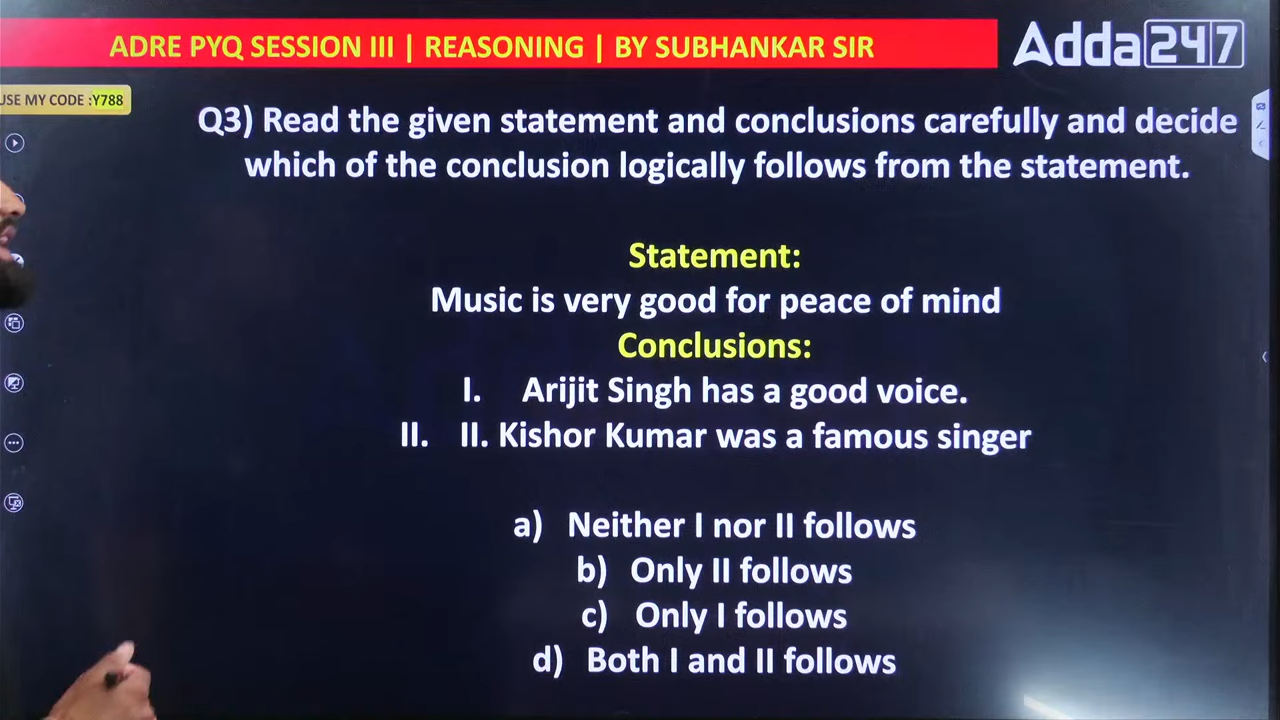 ADRE PYQ SESSION III | REASONING | BY SUBHANKAR SIR
Adda247
USE MY CODE :Y788
Q3) Read the given statement and conclusions carefully and decide
which of the conclusion logically follows from the statement.
Statement:
Music is very good for peace of mind
Conclusions:
I. Arijit Singh has a good voice.
II. II. Kishor Kumar was a famous singer
a) Neither I nor II follows
b) Only II follows
c) Only I follows
d) Both I and II follows